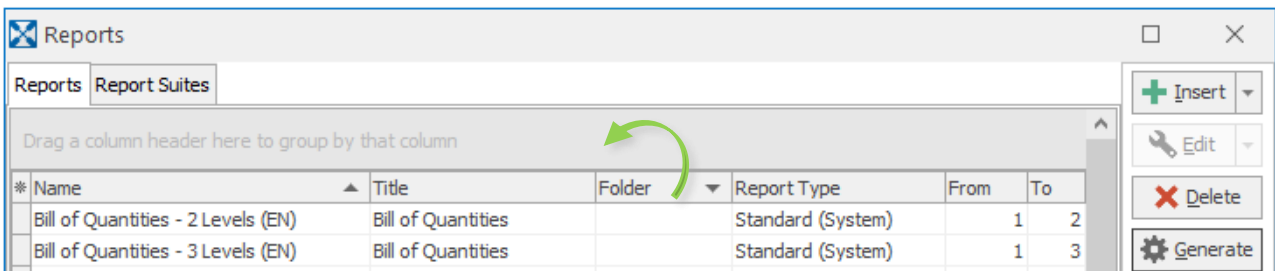 Reports
Reports Report Suites
Insert
Drag a column header here to group by that column
Edit
Name Title Folder Report Type From To
Delete
Bill of Quantities - 2 Levels (EN) Bill of Quantities Standard (System) 1 2
Bill of Quantities - 3 Levels (EN) Bill of Quantities Standard (System) 1 3
Generate